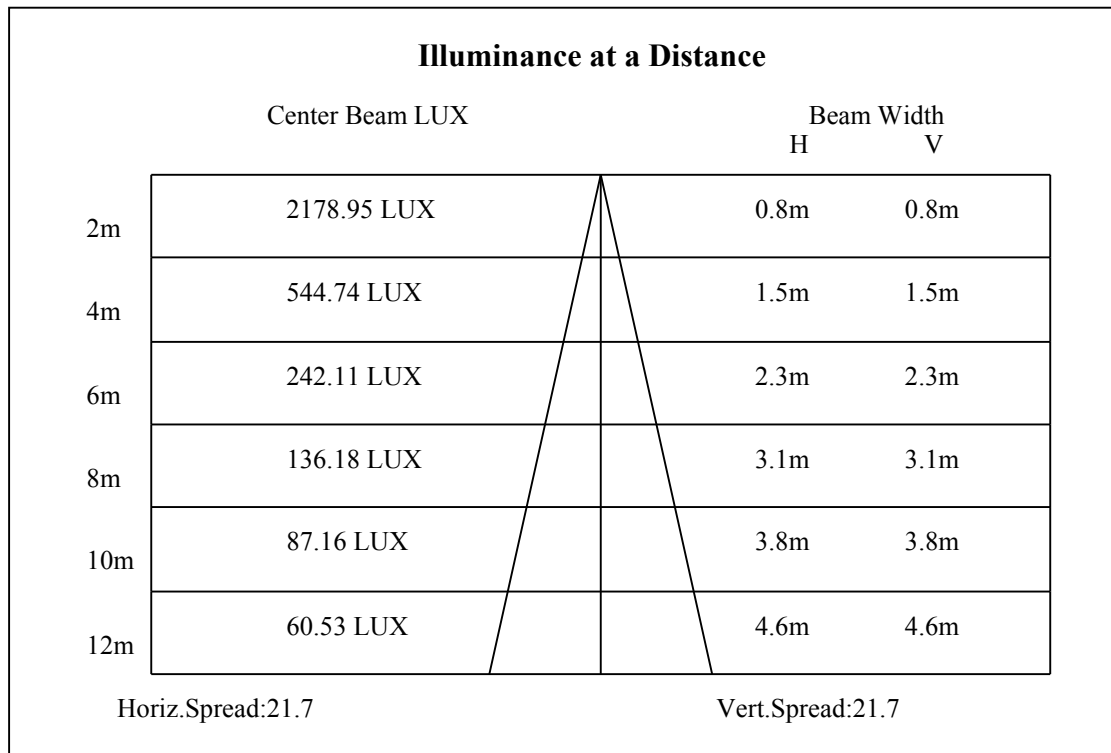 Illuminance at a Distance
Center Beam LUX Beam Width
H V
2m 2178.95 LUX 0.8m 0.8m
4m 544.74 LUX 1.5m 1.5m
6m 242.11 LUX 2.3m 2.3m
8m 136.18 LUX 3.1m 3.1m
10m 87.16 LUX 3.8m 3.8m
12m 60.53 LUX 4.6m 4.6m
Horiz.Spread:21.7 Vert.Spread:21.7